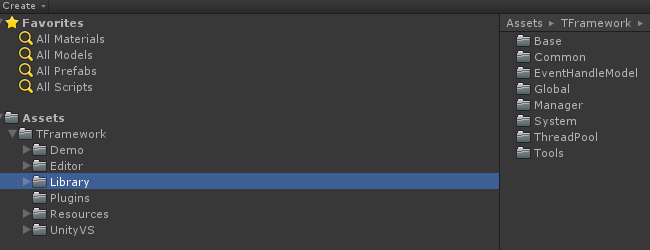 Create
Favorites
All Materials
All Models
All Prefabs
All Scripts
Assets
TFramework
Demo
Editor
Library
Plugins
Resources
UnityVS
Assets TFramework
Base
Common
EventHandleModel
Global
Manager
System
ThreadPool
Tools